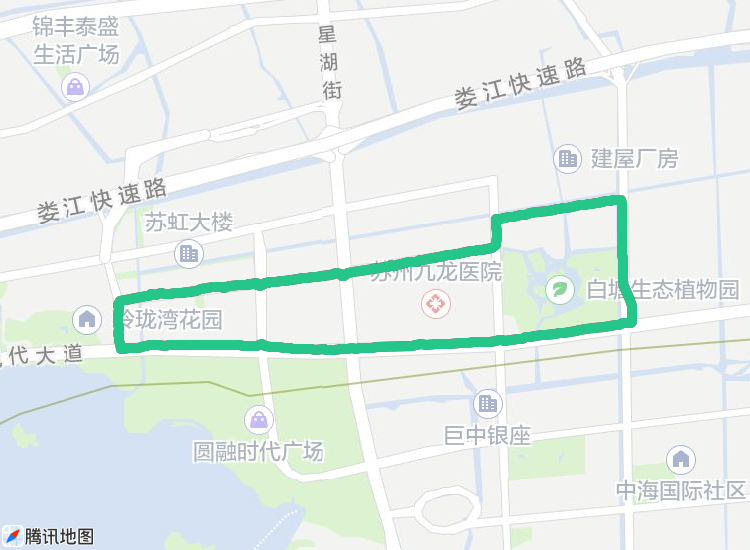 锦丰泰盛
生活广场
星湖街
娄江快速路
建屋厂房
娄江快速路
苏虹大楼
苏州九龙医院
白塘生态植物园
玲珑湾花园
现代大道
巨中银座
圆融时代广场
中海国际社区
腾讯地图